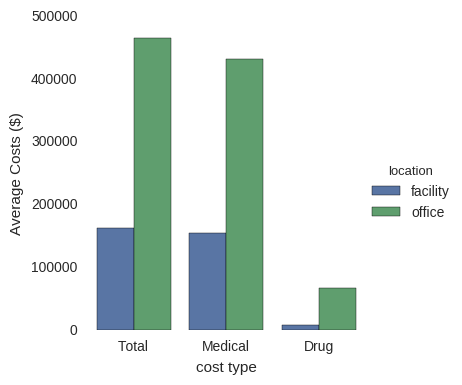 500000
400000
300000
200000
100000
0
Average Costs ($)
Total Medical Drug
cost type
location
facility
office